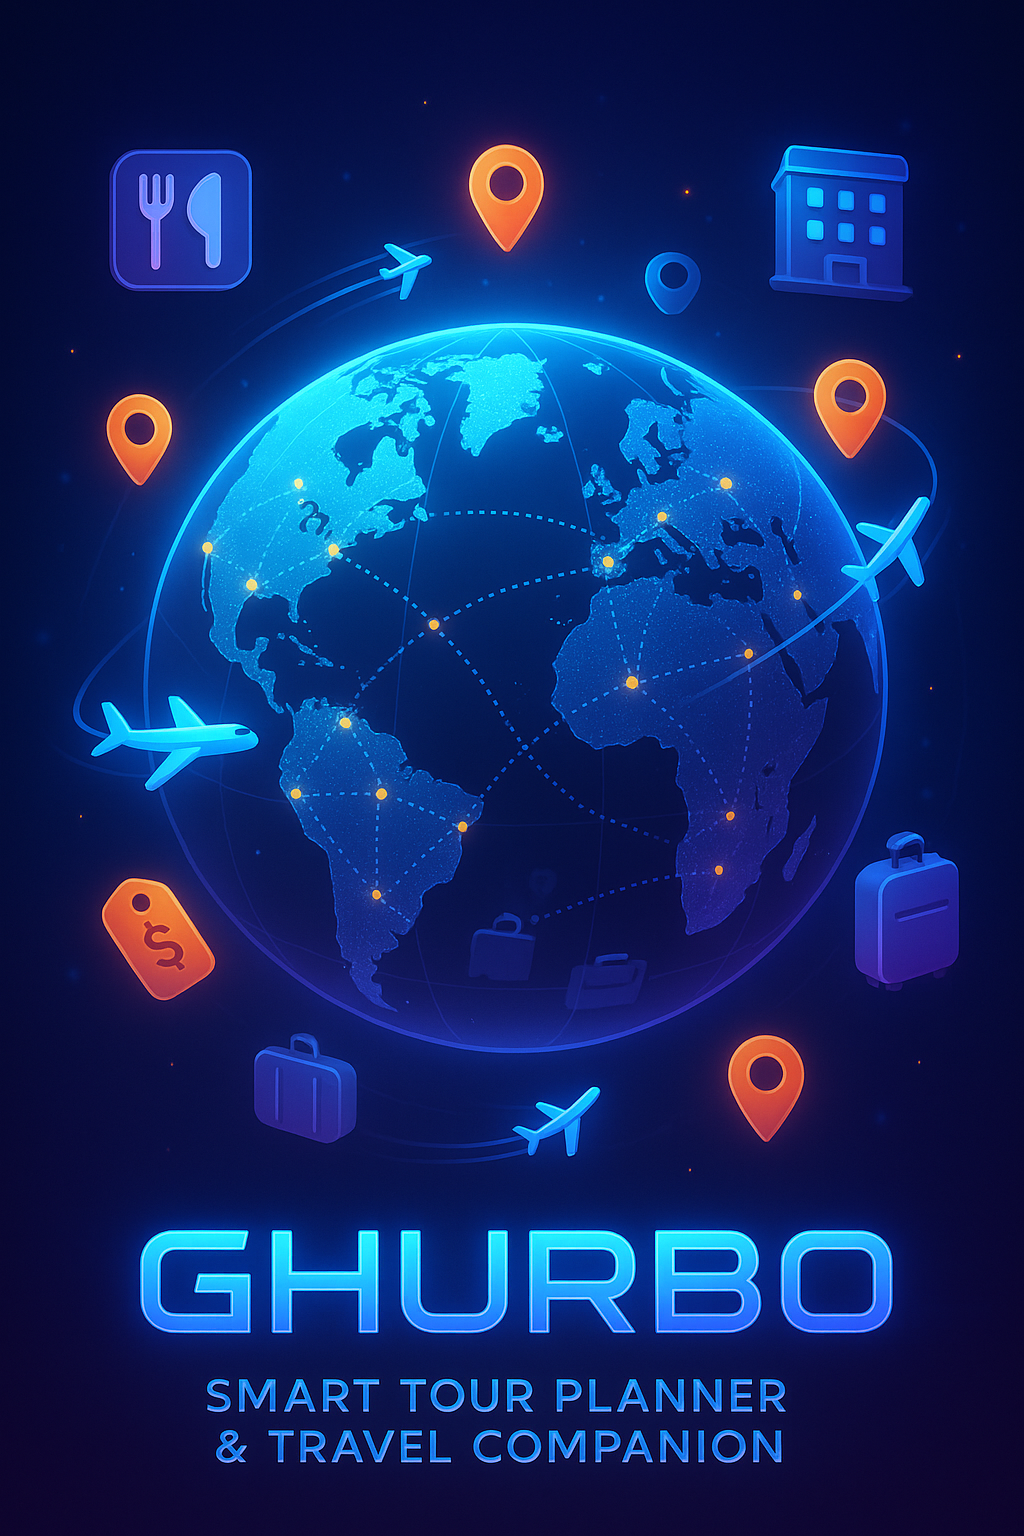 $
GHURBO
SMART TOUR PLANNER
& TRAVEL COMPANION